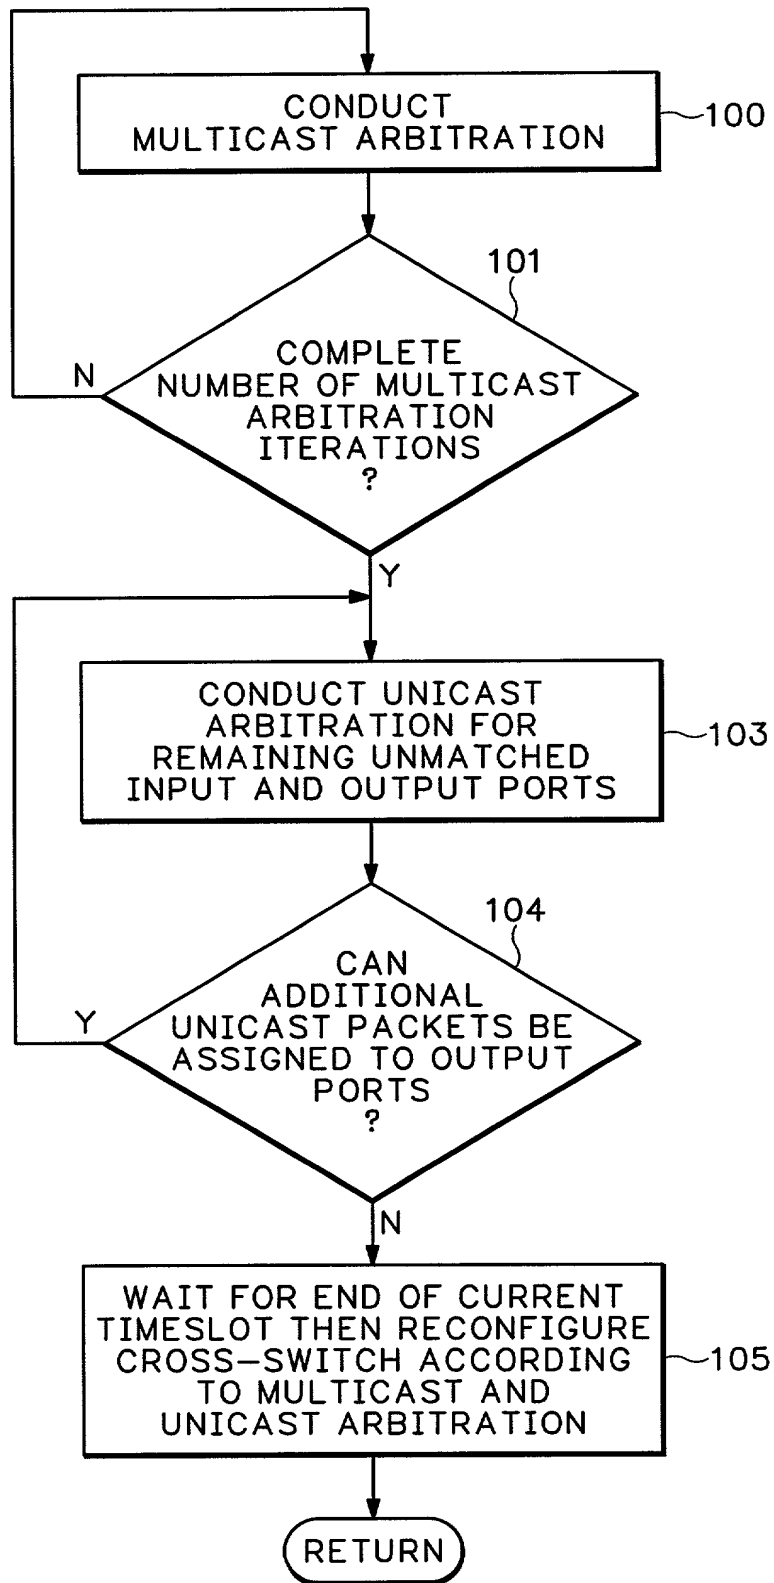 CONDUCT
MULTICAST ARBITRATION
100
101
COMPLETE
NUMBER OF MULTICAST
ARBITRATION
ITERATIONS
?
N
Y
CONDUCT UNICAST
ARBITRATION FOR
REMAINING UNMATCHED
INPUT AND OUTPUT PORTS
103
104
CAN
ADDITIONAL
UNICAST PACKETS BE
ASSIGNED TO OUTPUT
PORTS
?
Y
N
WAIT FOR END OF CURRENT
TIMESLOT THEN RECONFIGURE
CROSS-SWITCH ACCORDING
TO MULTICAST AND
UNICAST ARBITRATION
105
RETURN